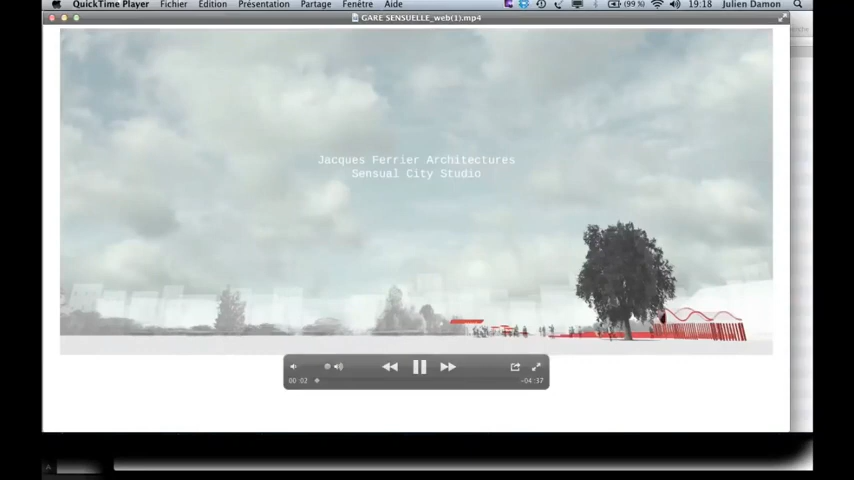 QuickTime Player Fichier Edition Présentation Partage Fenêtre Aide (99 %) 19:18 Julien Damon
GARE SENSUELLE_web(1).mp4
Jacques Ferrier Architectures
Sensual City Studio
00:02 -04:37